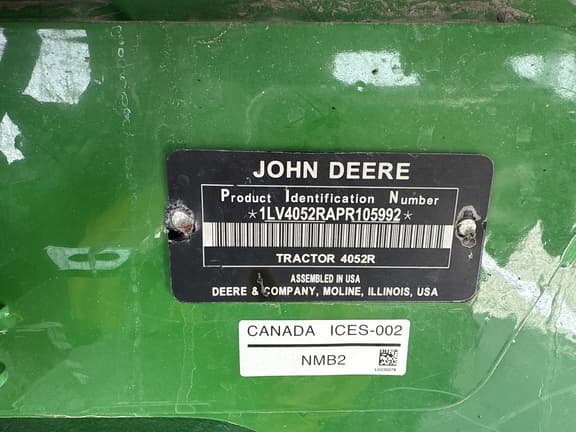 JOHN DEERE
Product Identification Number
*1LV4052RAPR105992*
TRACTOR 4052R
ASSEMBLED IN USA
DEERE & COMPANY, MOLINE, ILLINOIS, USA
CANADA ICES-002
NMB2